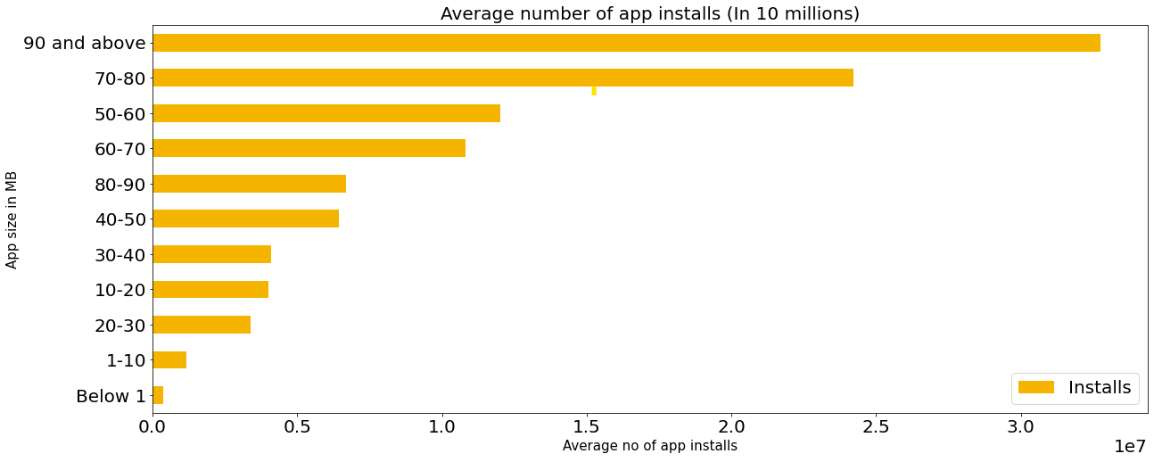 Average number of app installs (In 10 millions)
90 and above
70-80
50-60
60-70
80-90
40-50
30-40
10-20
20-30
1-10
Below 1
App size in MB
Installs
0.0 0.5 1.0 1.5 2.0 2.5 3.0
1e7
Average no of app installs